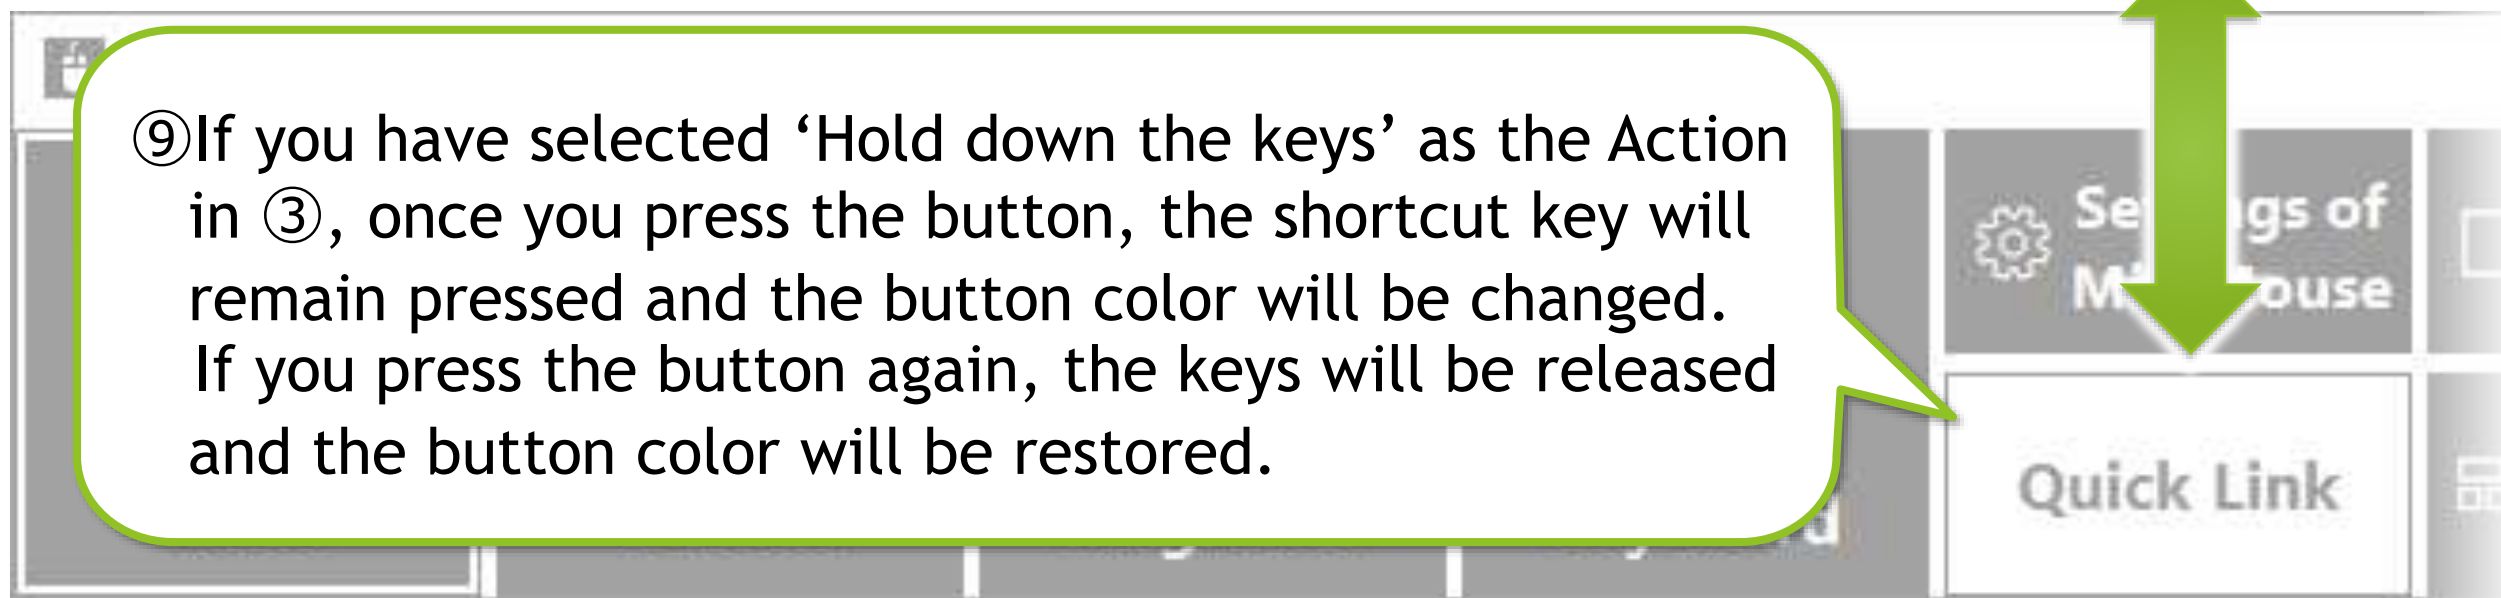 ⑨If you have selected ‘Hold down the keys’ as the Action
in ③, once you press the button, the shortcut key will
remain pressed and the button color will be changed.
If you press the button again, the keys will be released
and the button color will be restored.
of
Quick Link